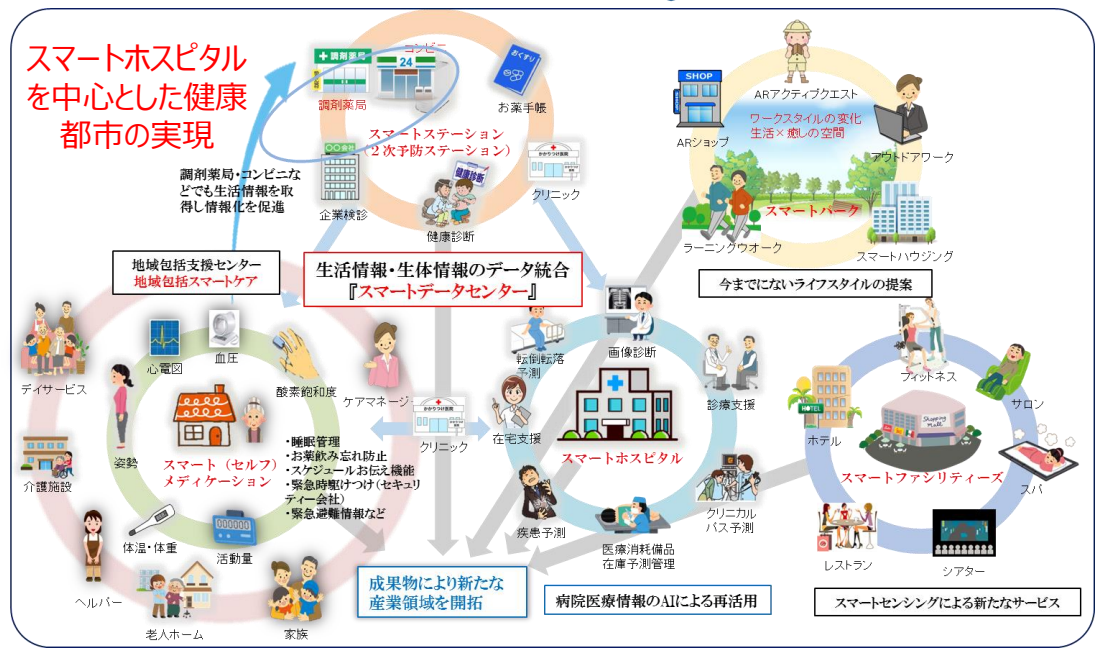 スマートホスピタル
を中心とした健康
都市の実現
調剤薬局
調剤薬局
コンビニ
24
おくすり
お薬手帳
スマートステーション
(2次予防ステーション)
かかりつけ医院
クリニック
〇〇会社
企業検診
健康診断
健康診断
調剤薬局・コンビニな
どでも生活情報を取
得し情報化を促進
SHOP
ARショップ
ARアクティブクエスト
ワークスタイルの変化
生活×癒しの空間
アウトドアワーク
スマートパーク
ラーニングウオーク
スマートハウジング
今までにないライフスタイルの提案
地域包括支援センター
地域包括スマートケア
生活情報・生体情報のデータ統合
『スマートデータセンター』
デイサービス
心電図
血圧
酸素飽和度
ケアマネージャー
姿勢
介護施設
スマート(セルフ)
メディケーション
・睡眠管理
・お薬飲み忘れ防止
・スケジュールお伝え機能
・緊急時駆けつけ(セキュリ
ティー会社)
・緊急避難情報など
体温・体重
活動量
ヘルパー
老人ホーム
家族
かかりつけ医院
クリニック
転倒転落
予測
画像診断
診療支援
在宅支援
スマートホスピタル
疾患予測
医療消耗備品
在庫予測管理
クリニカル
パス予測
成果物により新たな
産業領域を開拓
病院医療情報のAIによる再活用
フィットネス
サロン
HOTEL
ホテル
Shopping
Mall
スマートファシリティーズ
スパ
レストラン
シアター
スマートセンシングによる新たなサービス